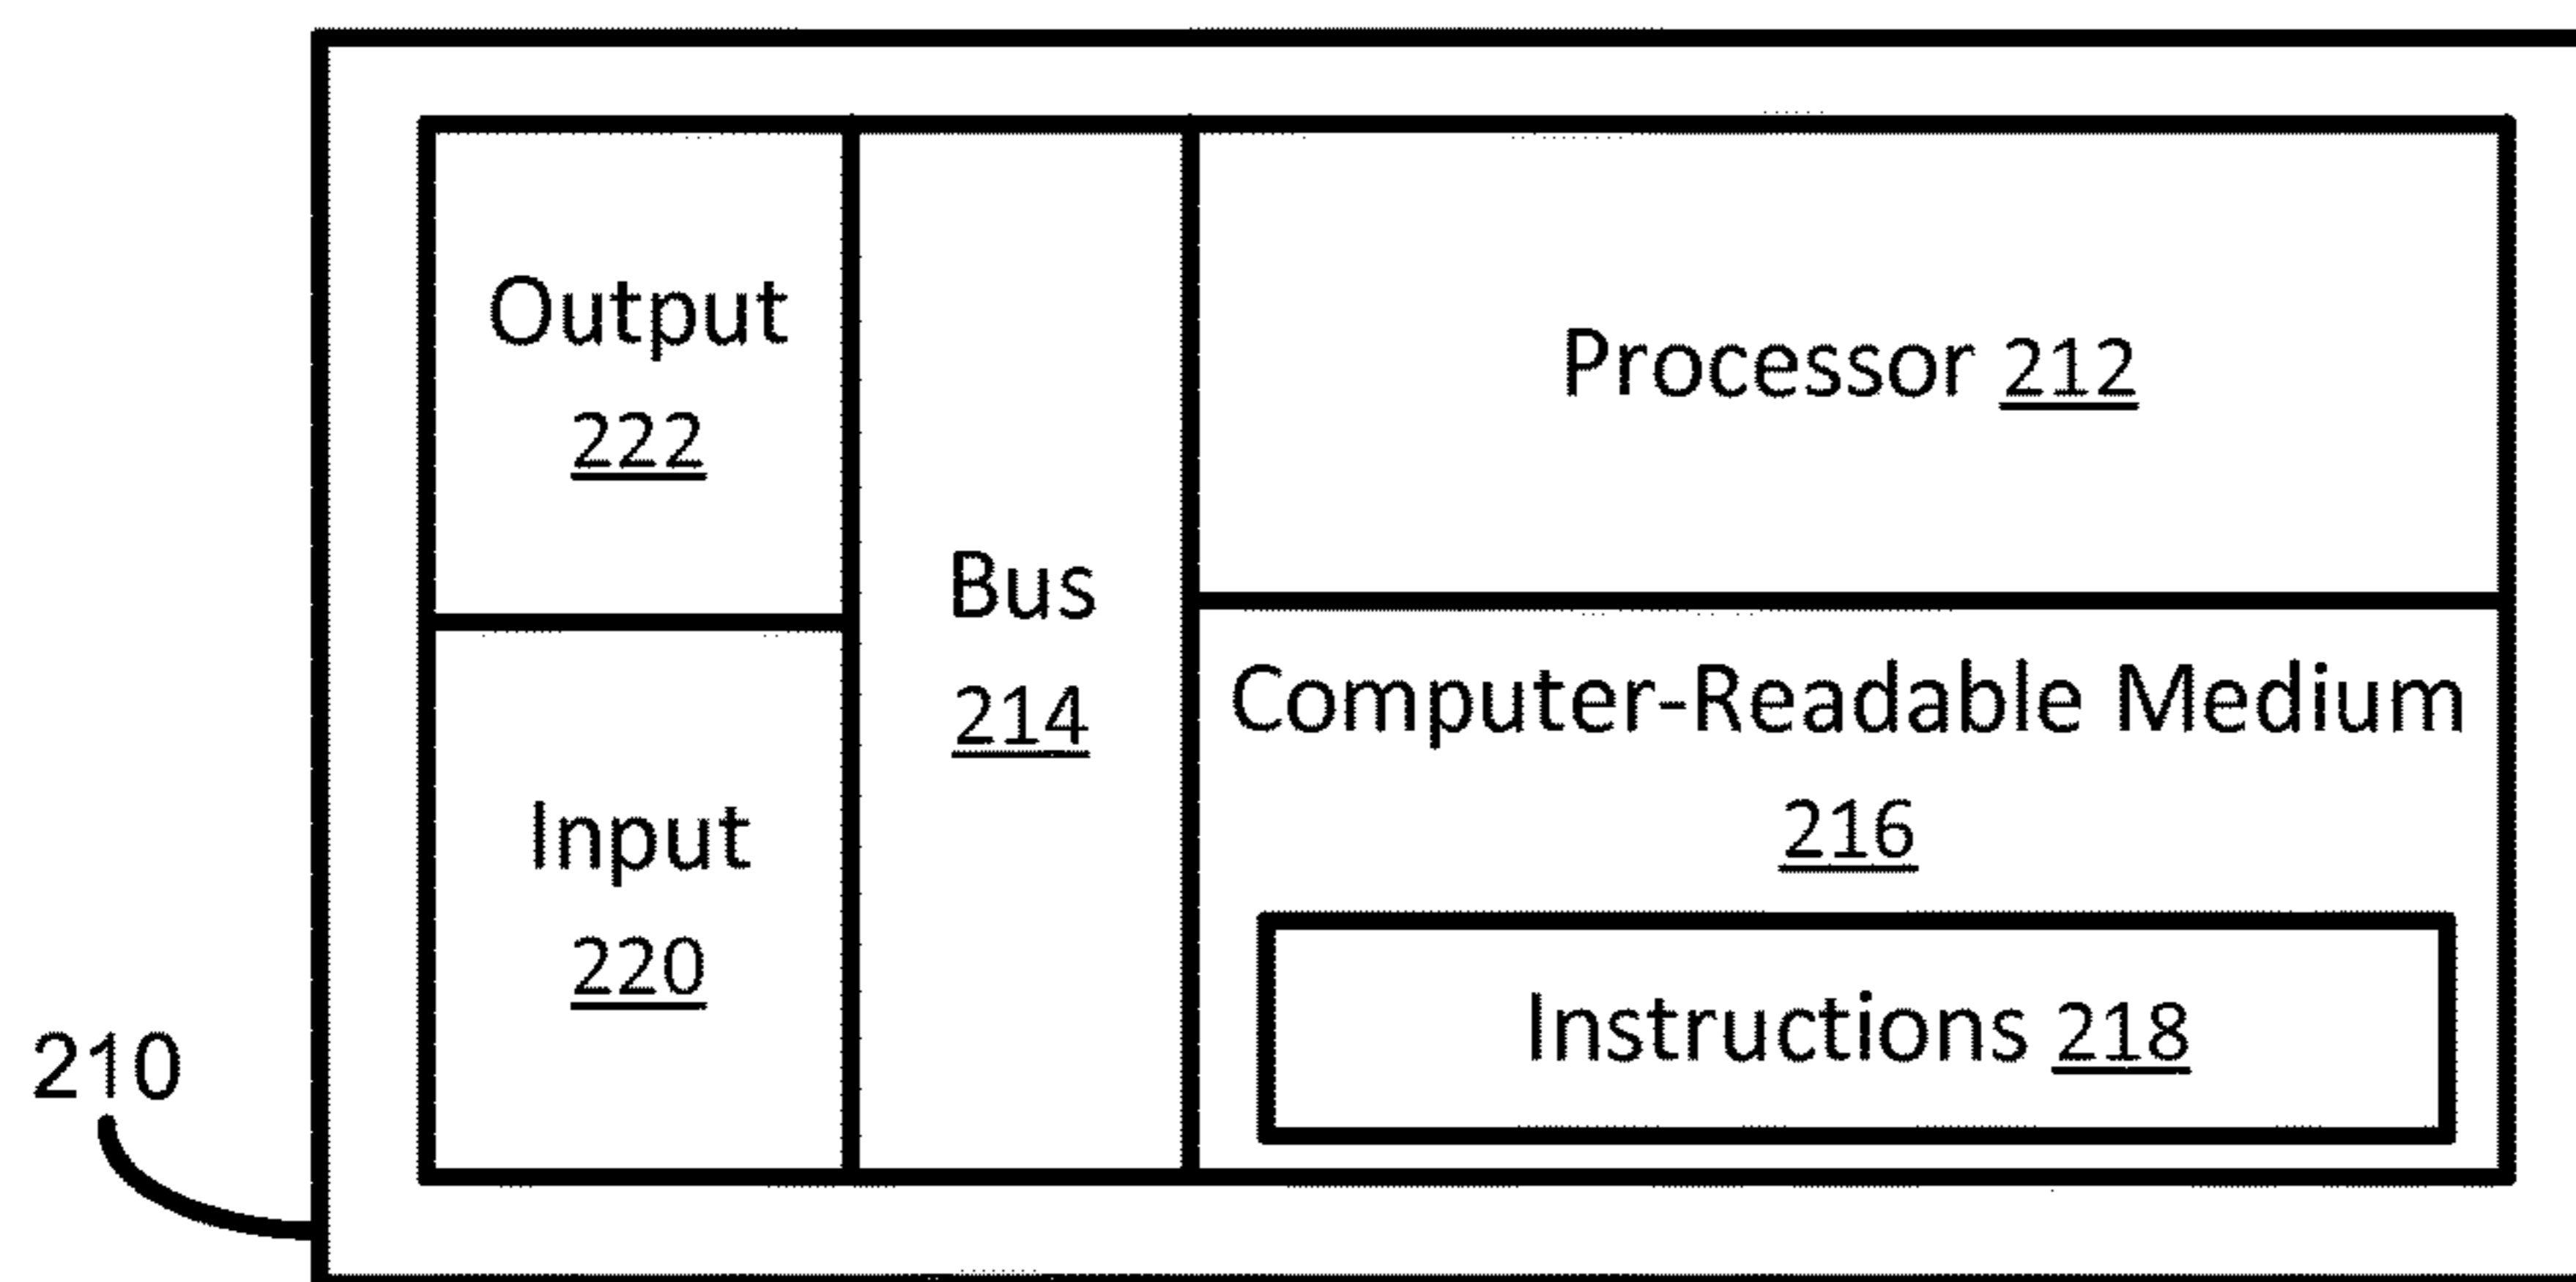 Output
222
Input
220
Bus
214
Processor 212
Computer-Readable Medium
216
Instructions 218
210